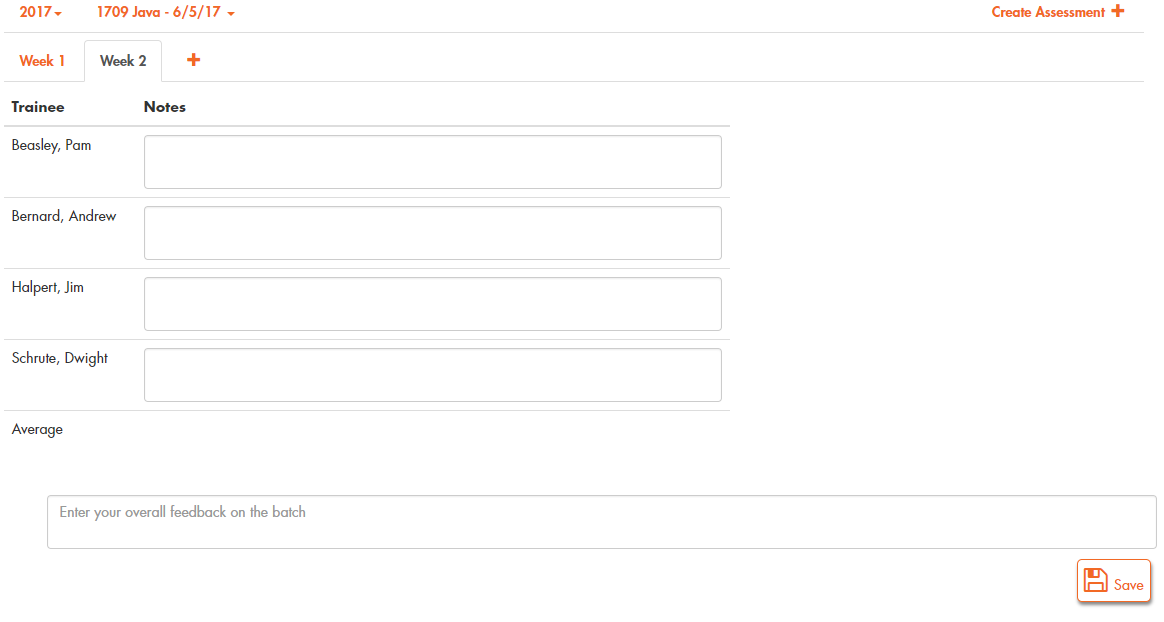 2017 1709 Java - 6/5/17 Create Assessment +
Week 1 Week 2 +
Trainee Notes
Beasley, Pam
Bernard, Andrew
Halpert, Jim
Schrute, Dwight
Average
Enter your overall feedback on the batch
Save